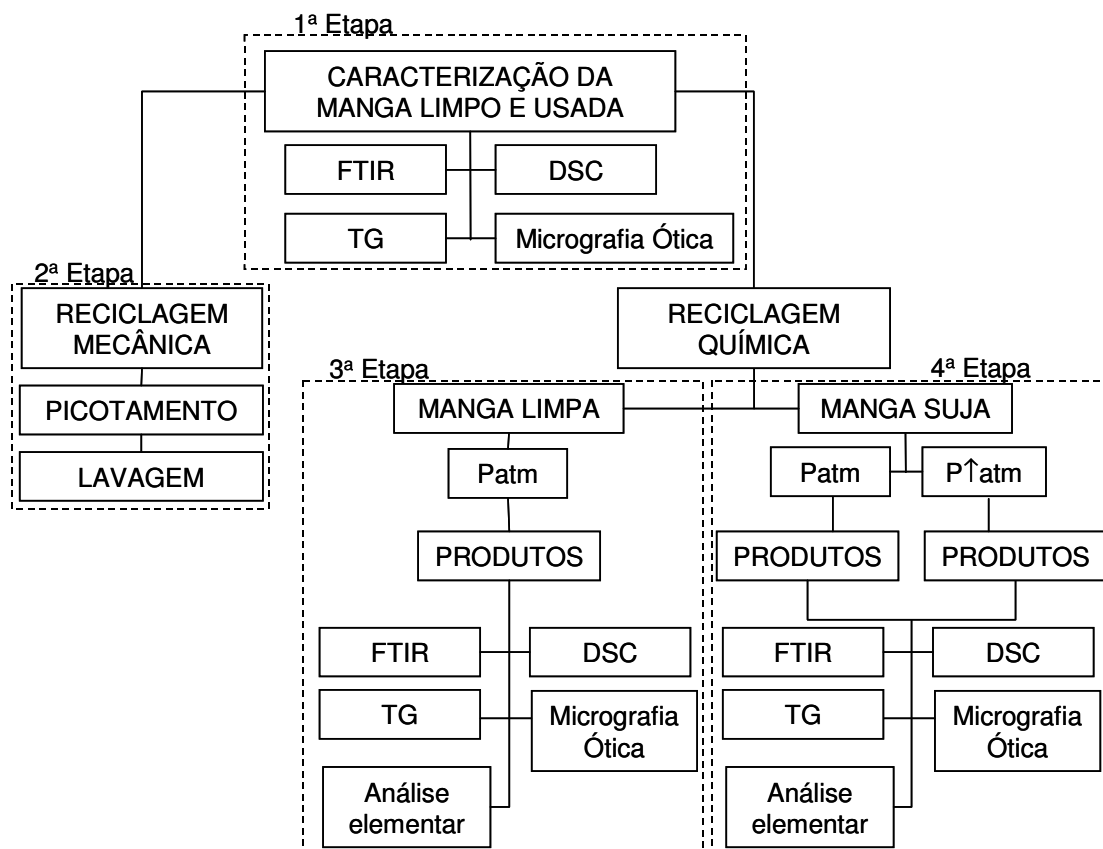 1ª Etapa
CARACTERIZAÇÃO DA
MANGA LIMPO E USADA
FTIR
DSC
TG
Micrografia Ótica
2ª Etapa
RECICLAGEM
MECÂNICA
PICOTAMENTO
LAVAGEM
RECICLAGEM
QUÍMICA
3ª Etapa
MANGA LIMPA
Patm
PRODUTOS
FTIR
DSC
TG
Micrografia
Ótica
Análise
elementar
4ª Etapa
MANGA SUJA
Patm
P↑atm
PRODUTOS
PRODUTOS
FTIR
DSC
TG
Micrografia
Ótica
Análise
elementar